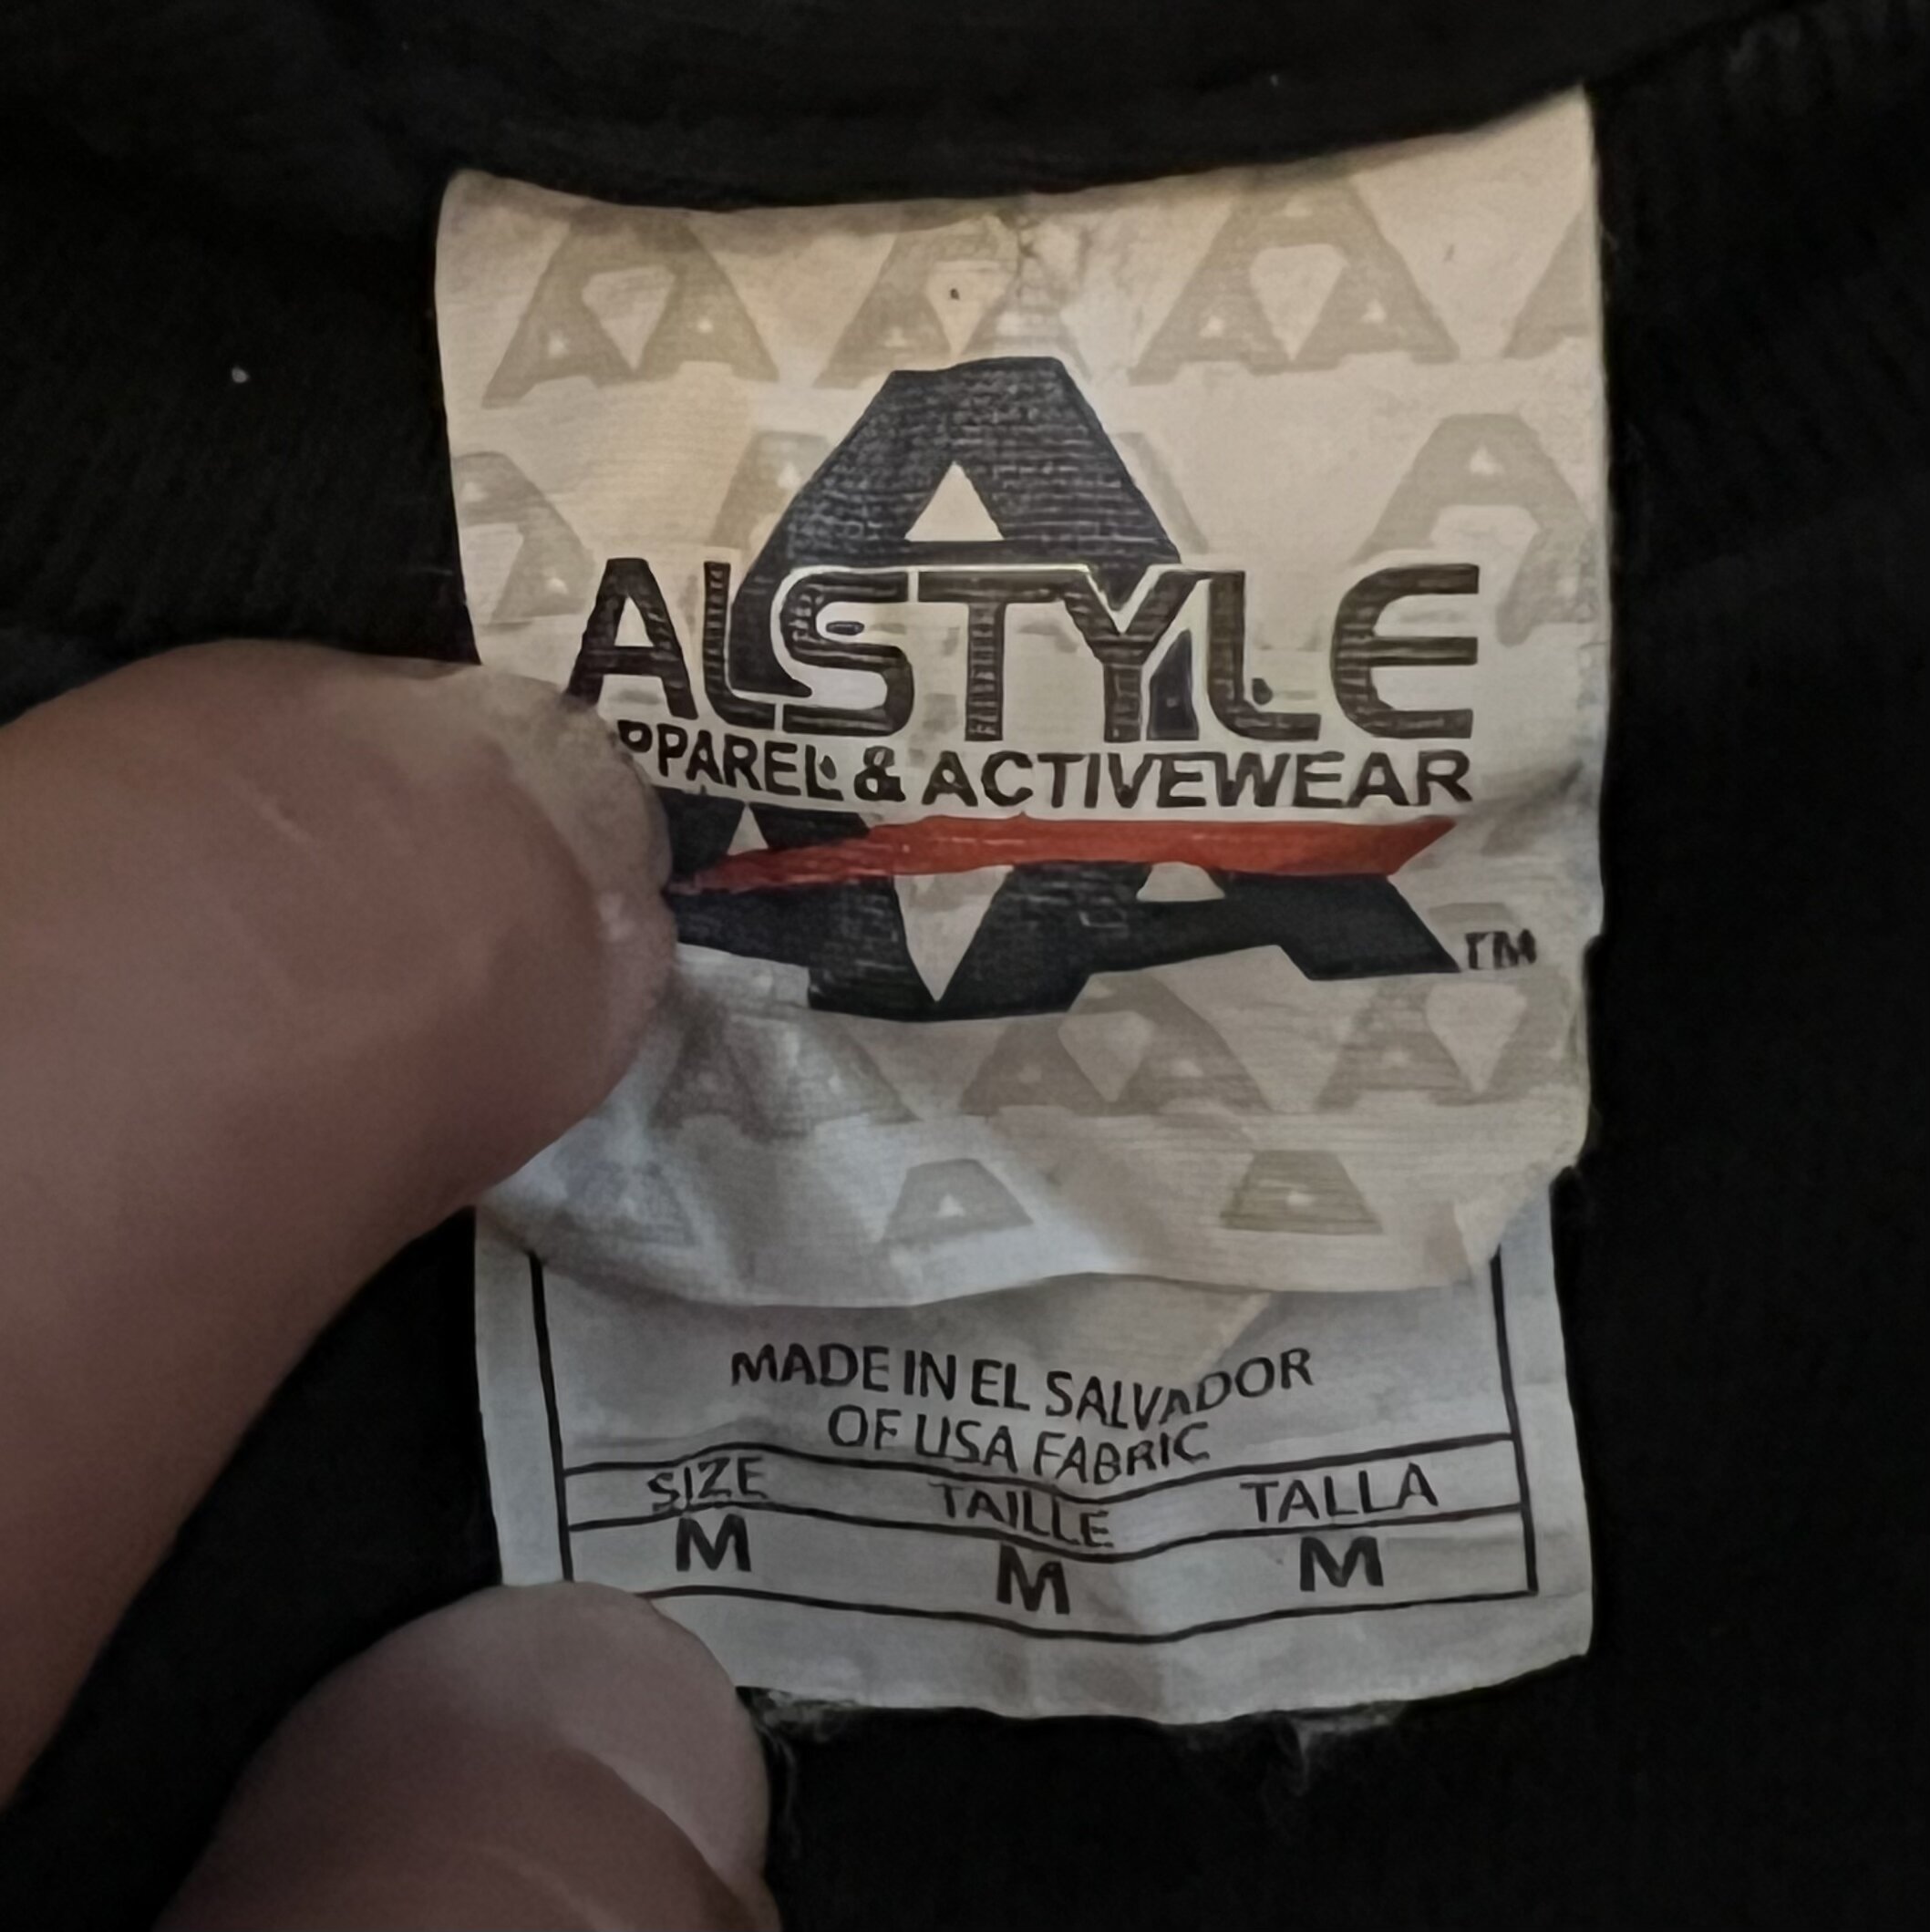 ALSTYLE
PPAREL & ACTIVEWEAR
TM
MADE IN EL SALVADOR
OF USA FABRIC
SIZE TAILLE TALLA
M M M